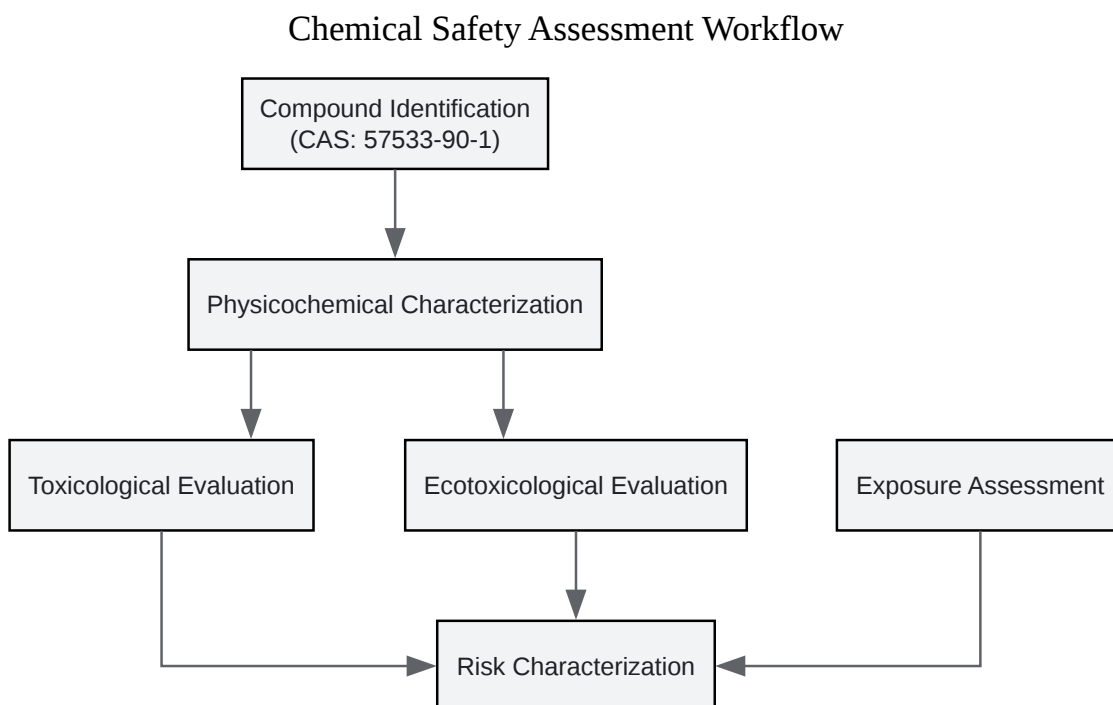 Chemical Safety Assessment Workflow
Compound Identification
(CAS: 57533-90-1)
Physicochemical Characterization
Toxicological Evaluation
Ecotoxicological Evaluation
Exposure Assessment
Risk Characterization